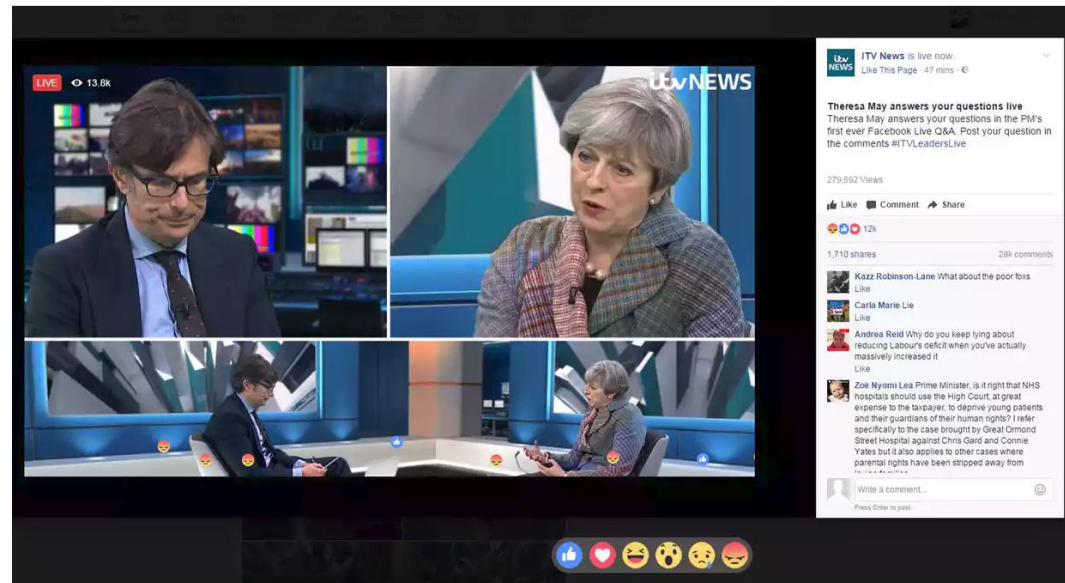 LIVE 13.8k
itv NEWS
itv
NEWS
ITV News is live now.
Like This Page · 47 mins ·
Theresa May answers your questions live
Theresa May answers your questions in the PM's
first ever Facebook Live Q&A. Post your question in
the comments #ITVLeadersLive
279,692 Views
Like Comment Share
12k
1,710 shares 28k comments
Kazz Robinson-Lane What about the poor foxs
Like
Carla Marie Lie
Like
Andrea Reid Why do you keep lying about
reducing Labour's deficit when you've actually
massively increased it
Like
Zoë Nyomi Lea Prime Minister, is it right that NHS
hospitals should use the High Court, at great
expense to the taxpayer, to deprive young patients
and their guardians of their human rights? I refer
specifically to the case brought by Great Ormond
Street Hospital against Chris Gard and Connie
Yates but it also applies to other cases where
parental rights have been stripped away from
Write a comment...
Press Enter to post.